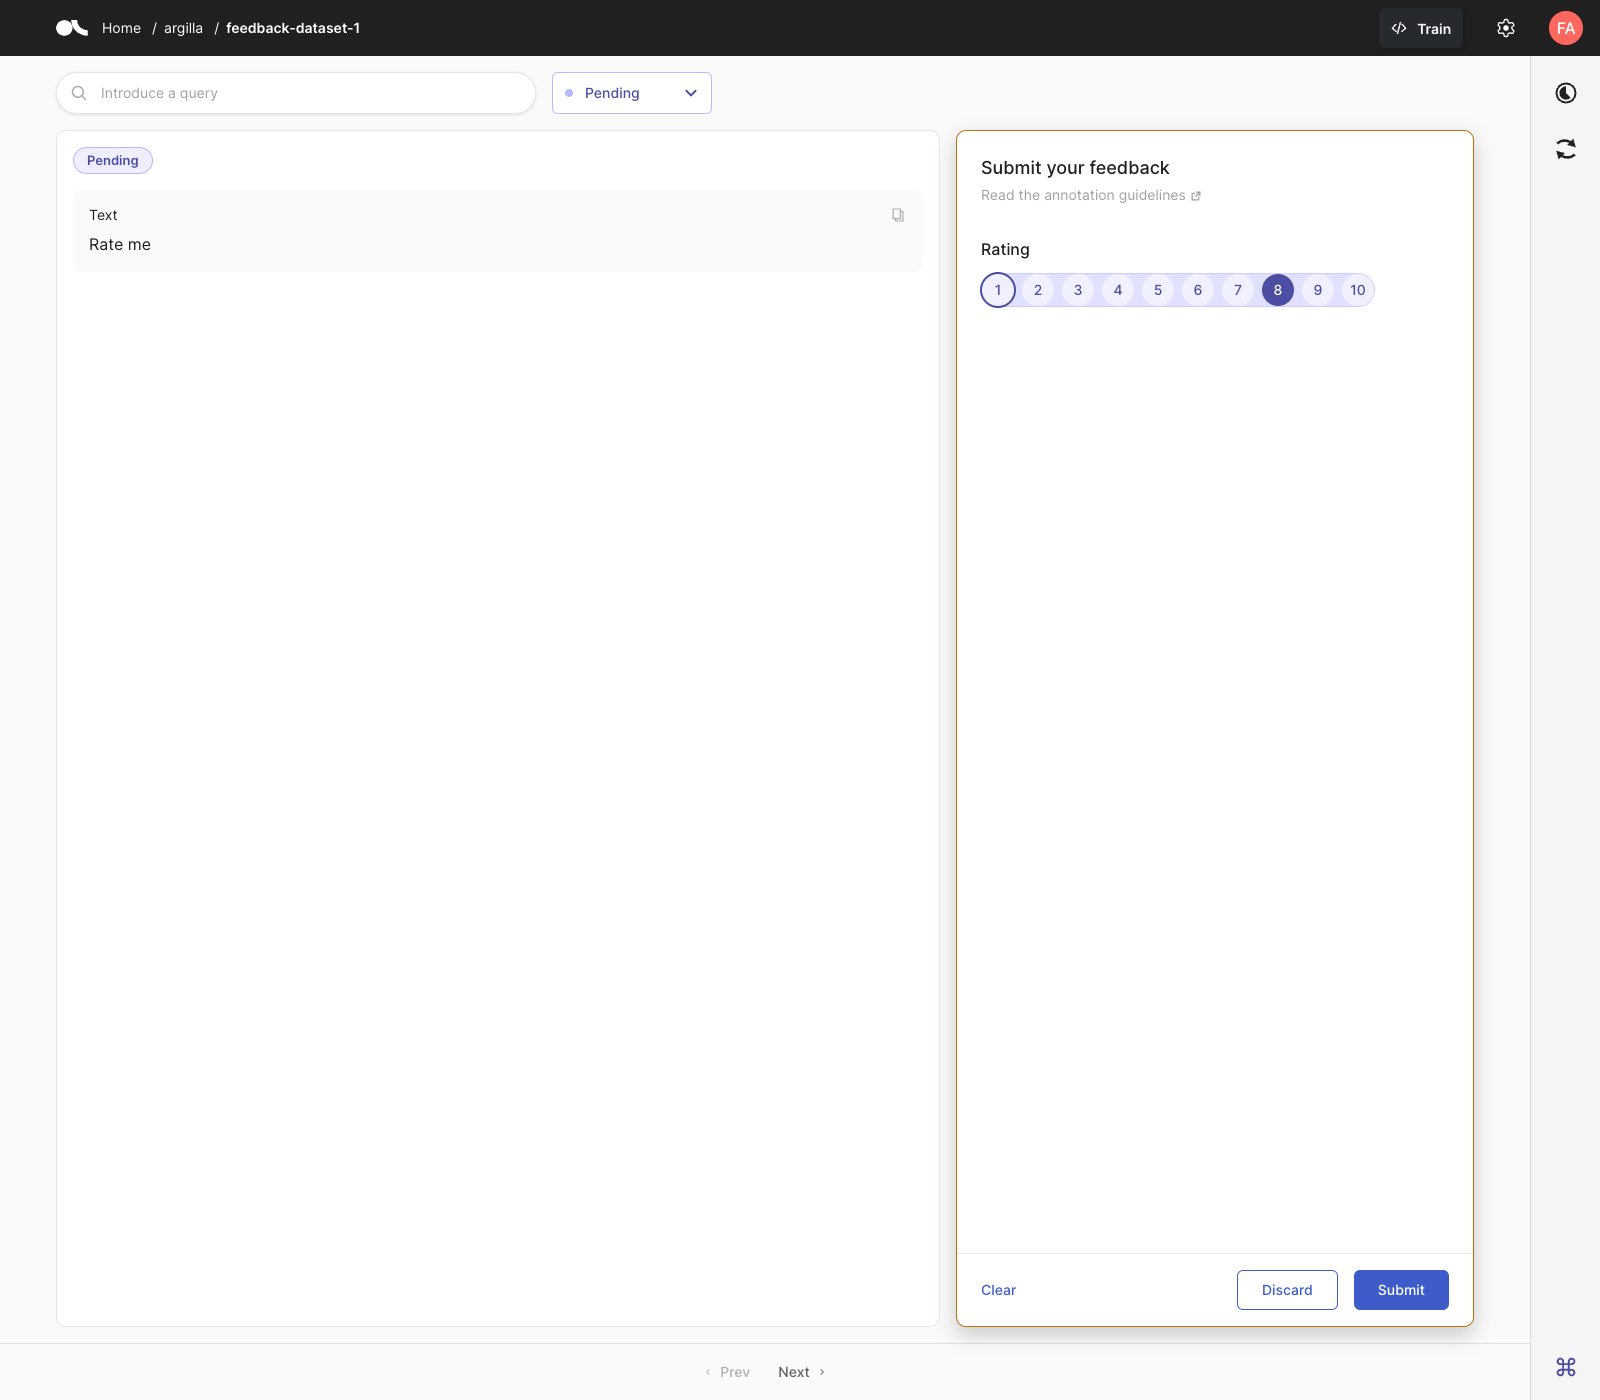 Home / argilla / feedback-dataset-1
Train
FA
Introduce a query
Pending
Pending
Text
Rate me
Submit your feedback
Read the annotation guidelines
Rating
1 2 3 4 5 6 7 8 9 10
Clear
Discard
Submit
Prev
Next